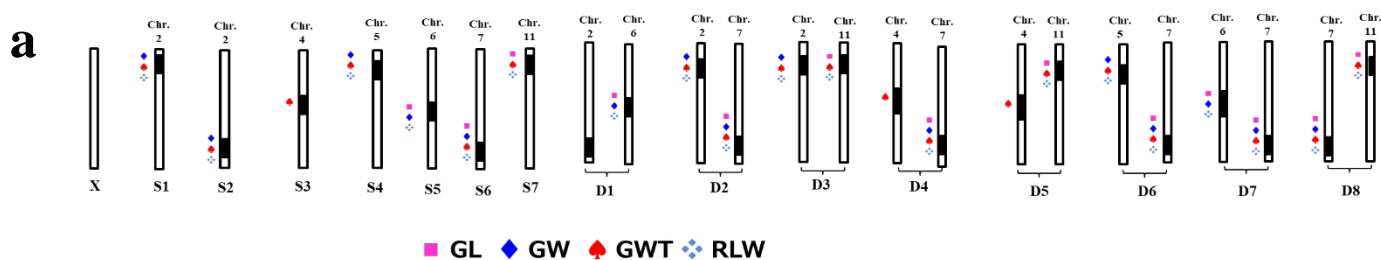 a
Chr. Chr. Chr. Chr. Chr. Chr. Chr. Chr. Chr. Chr. Chr. Chr. Chr. Chr. Chr. Chr. Chr. Chr. Chr. Chr. Chr. Chr. Chr.
2 2 4 5 6 7 11 2 6 2 7 2 11 4 7 4 11 5 7 6 7 7 11
X S1 S2 S3 S4 S5 S6 S7 D1 D2 D3 D4 D5 D6 D7 D8
GL GW GWT RLW